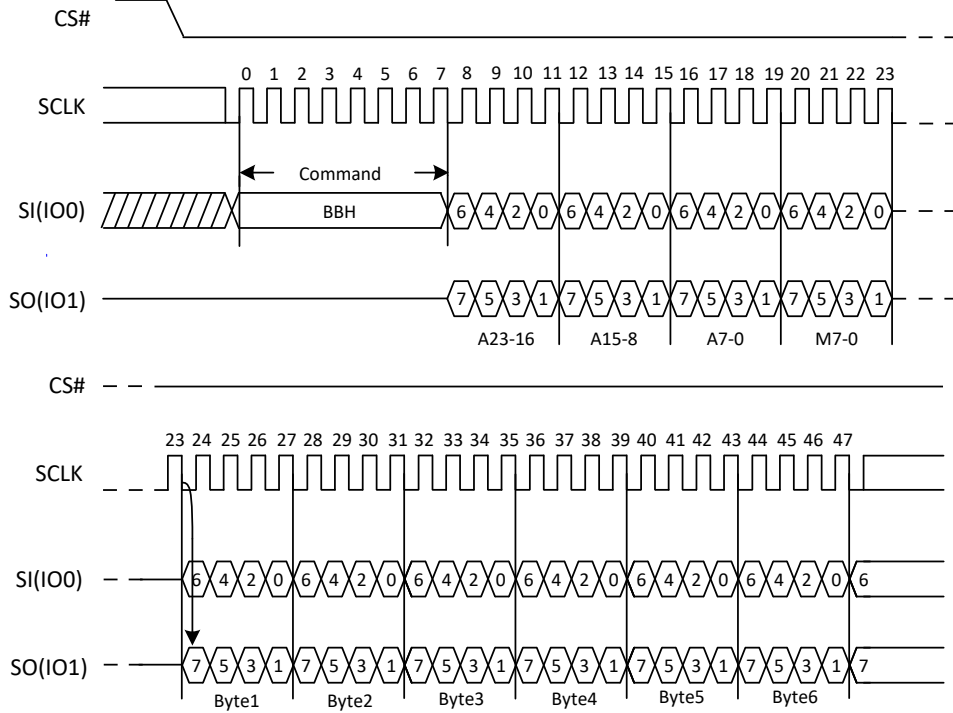 CS#
0 1 2 3 4 5 6 7 8 9 10 11 12 13 14 15 16 17 18 19 20 21 22 23
SCLK
Command
SI(IO0) BBH 6 4 2 0 6 4 2 0 6 4 2 0 6 4 2 0
SO(IO1) 7 5 3 1 7 5 3 1 7 5 3 1 7 5 3 1
A23-16 A15-8 A7-0 M7-0
CS#
23 24 25 26 27 28 29 30 31 32 33 34 35 36 37 38 39 40 41 42 43 44 45 46 47
SCLK
SI(IO0) 6 4 2 0 6 4 2 0 6 4 2 0 6 4 2 0 6 4 2 0 6 4 2 0 6
SO(IO1) 7 5 3 1 7 5 3 1 7 5 3 1 7 5 3 1 7 5 3 1 7 5 3 1 7
Byte1 Byte2 Byte3 Byte4 Byte5 Byte6